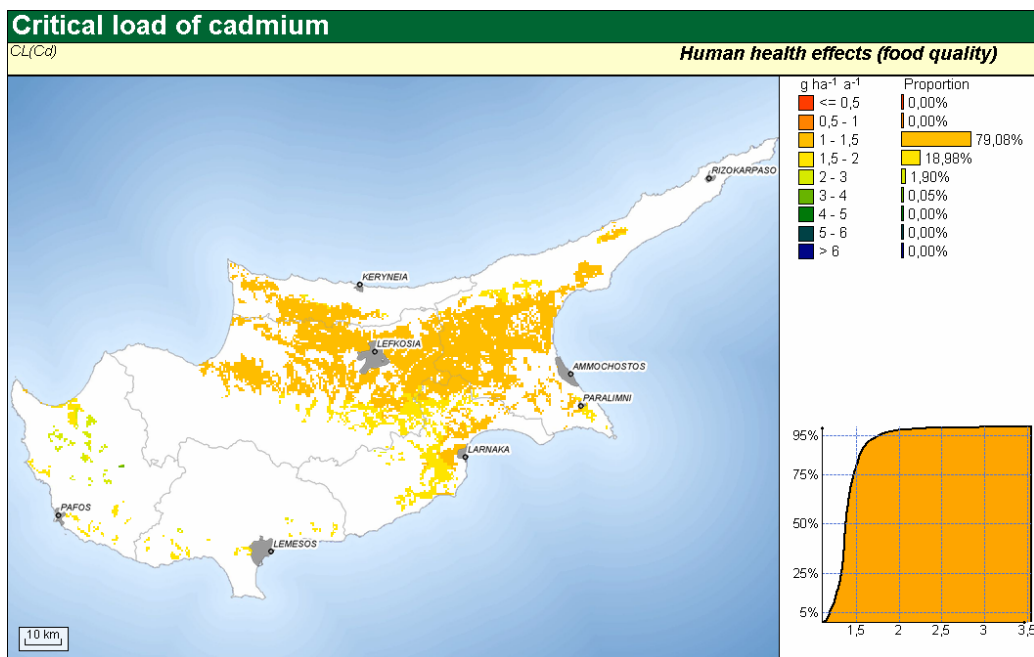 Critical load of cadmium
CL(Cd)
Human health effects (food quality)
g ha⁻¹ a⁻¹ Proportion
<= 0,5 0,00%
0,5 - 1 0,00%
1 - 1,5 79,08%
1,5 - 2 18,98%
2 - 3 1,90%
3 - 4 0,05%
4 - 5 0,00%
5 - 6 0,00%
> 6 0,00%
RIZOKARPASO
KERYNEIA
LEFKOSIA
AMMOCHOSTOS
PARALIMNI
LARNAKA
PAFOS
LEMESOS
10 km
95%
75%
50%
25%
5%
1,5 2 2,5 3 3,5